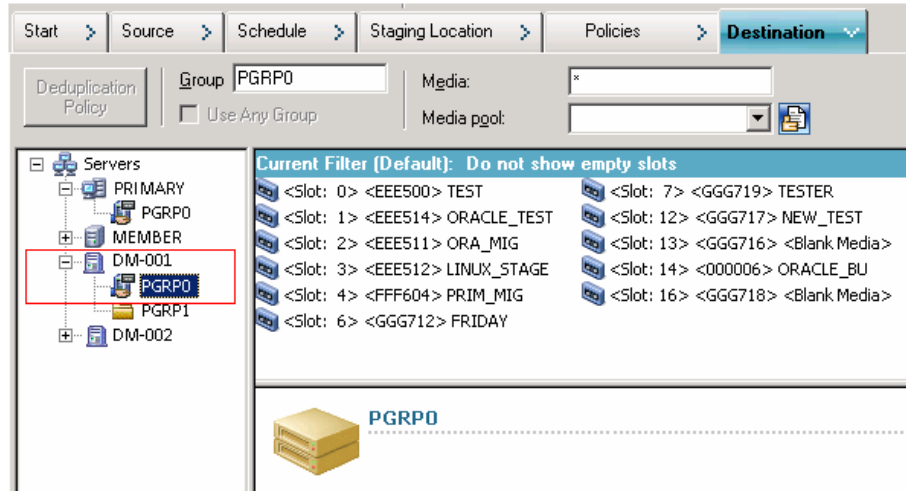 Start Source Schedule Staging Location Policies Destination
Deduplication Policy Group PGRP0 Media: *
Use Any Group Media pool:
Servers
PRIMARY
PGRP0
MEMBER
DM-001
PGRP0
PGRP1
DM-002
Current Filter (Default): Do not show empty slots
<Slot: 0> <EEE500> TEST <Slot: 7> <GGG719> TESTER
<Slot: 1> <EEE514> ORACLE_TEST <Slot: 12> <GGG717> NEW_TEST
<Slot: 2> <EEE511> ORA_MIG <Slot: 13> <GGG716> <Blank Media>
<Slot: 3> <EEE512> LINUX_STAGE <Slot: 14> <000006> ORACLE_BU
<Slot: 4> <FFF604> PRIM_MIG <Slot: 16> <GGG718> <Blank Media>
<Slot: 6> <GGG712> FRIDAY
PGRP0